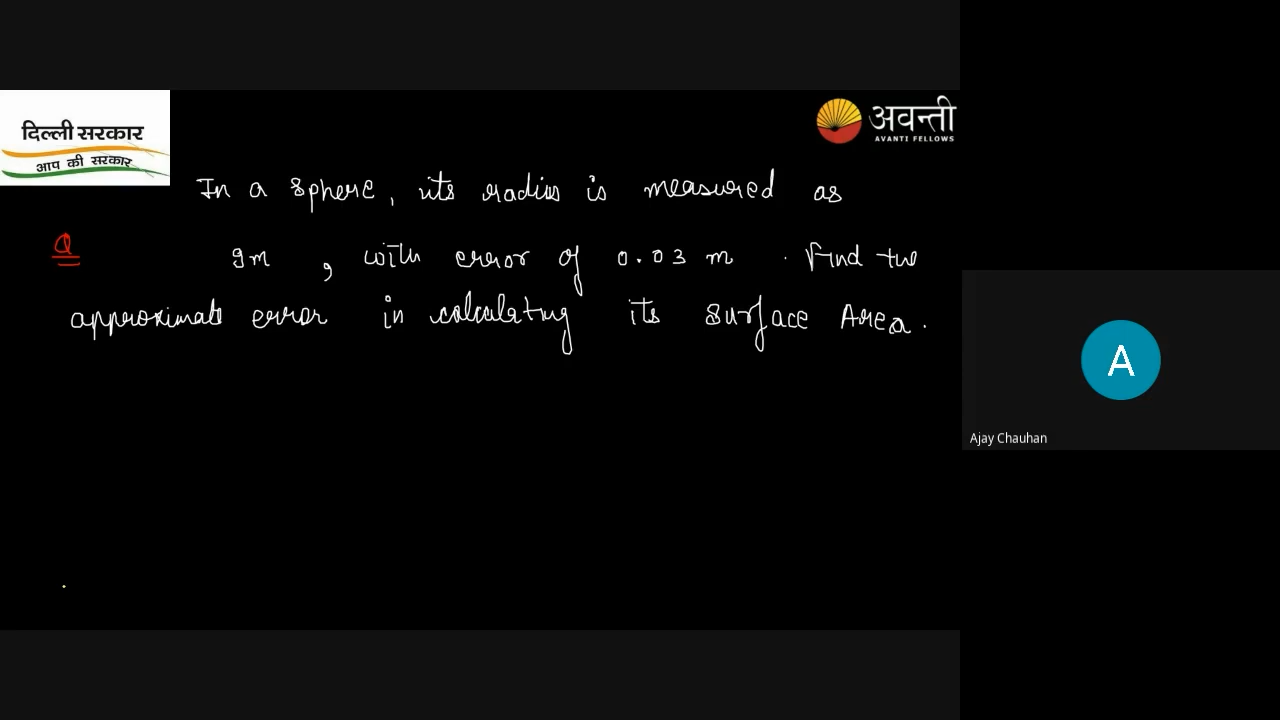 दिल्ली सरकार
आप की सरकार
अवन्ती
AVANTI FELLOWS
In a sphere, its radius is measured as
Q
9m , with error of 0.03 m . Find the
approximate error in calculating its surface Area.
A
Ajay Chauhan